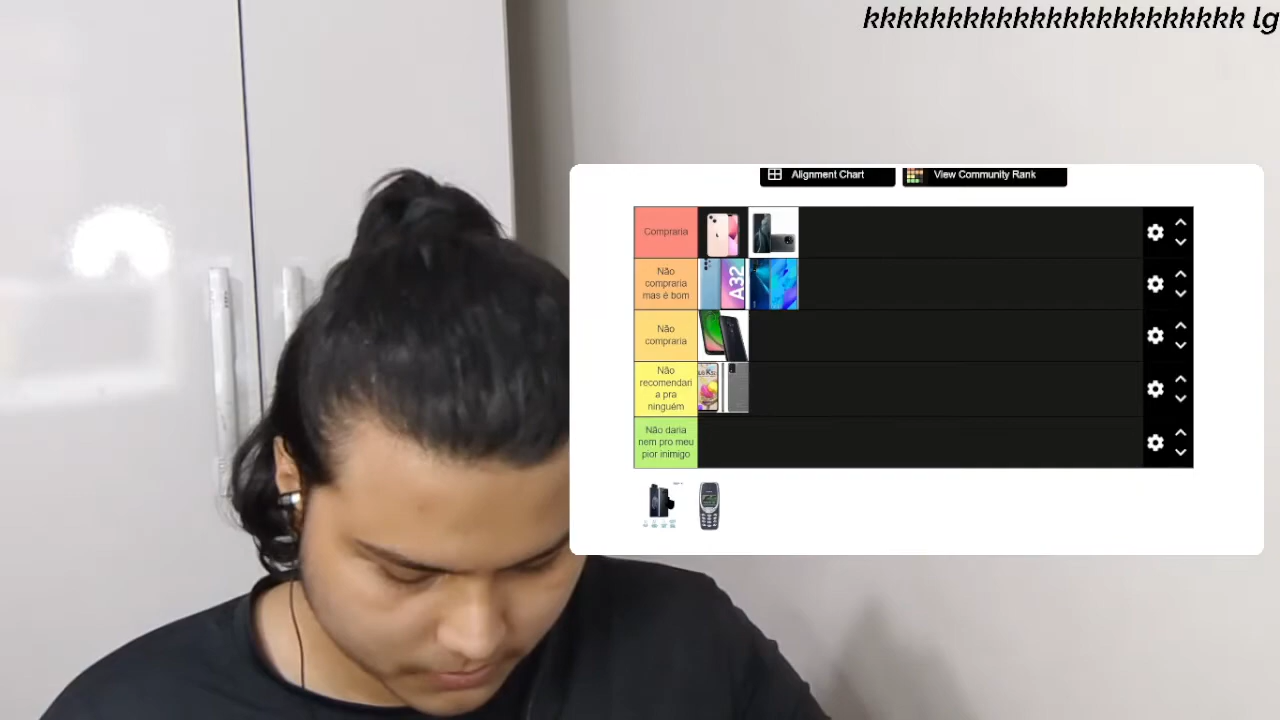 kkkkkkkkkkkkkkkkkkkkkkkk lg
Alignment Chart
View Community Rank
Compraria
Não
compraria
mas é bom
A32
Não
compraria
Não
recomendari
a pra
ninguém
Não daria
nem pro meu
pior inimigo